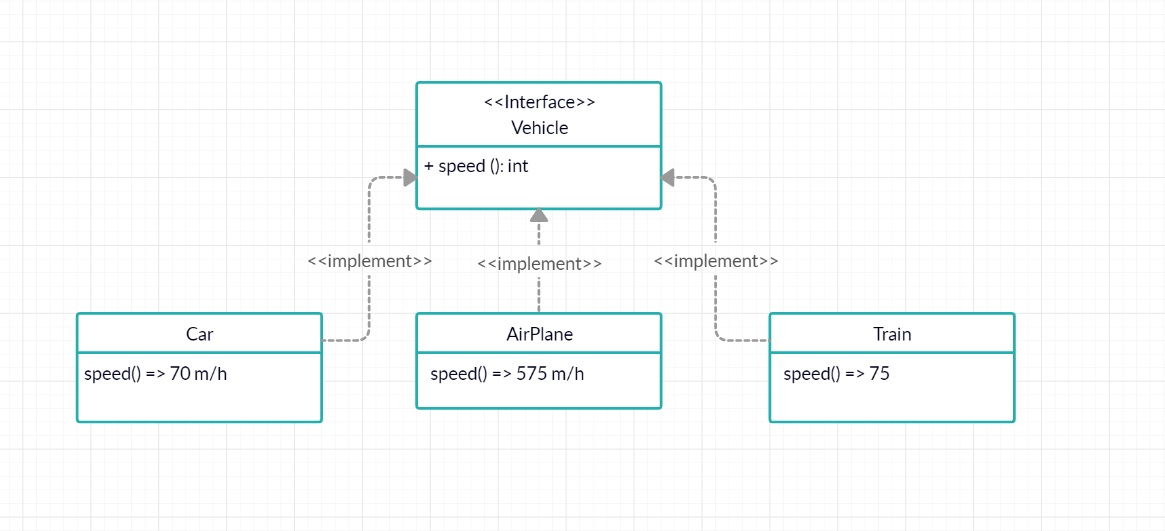 <<Interface>>
Vehicle
+ speed (): int
<<implement>>
<<implement>>
<<implement>>
Car
speed() => 70 m/h
AirPlane
speed() => 575 m/h
Train
speed() => 75